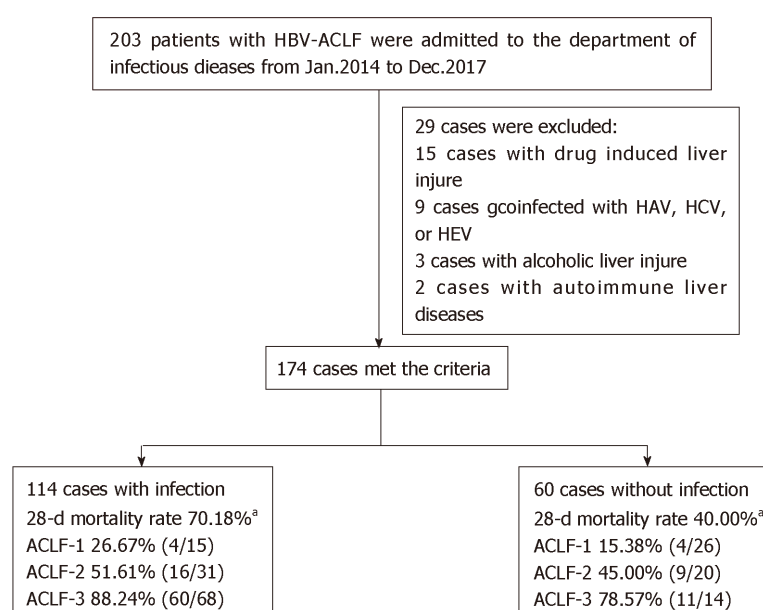 203 patients with HBV-ACLF were admitted to the department of
infectious dieases from Jan.2014 to Dec.2017
29 cases were excluded:
15 cases with drug induced liver
injure
9 cases gcoinfected with HAV, HCV,
or HEV
3 cases with alcoholic liver injure
2 cases with autoimmune liver
diseases
174 cases met the criteria
114 cases with infection
28-d mortality rate 70.18%ᵃ
ACLF-1 26.67% (4/15)
ACLF-2 51.61% (16/31)
ACLF-3 88.24% (60/68)
60 cases without infection
28-d mortality rate 40.00%ᵃ
ACLF-1 15.38% (4/26)
ACLF-2 45.00% (9/20)
ACLF-3 78.57% (11/14)